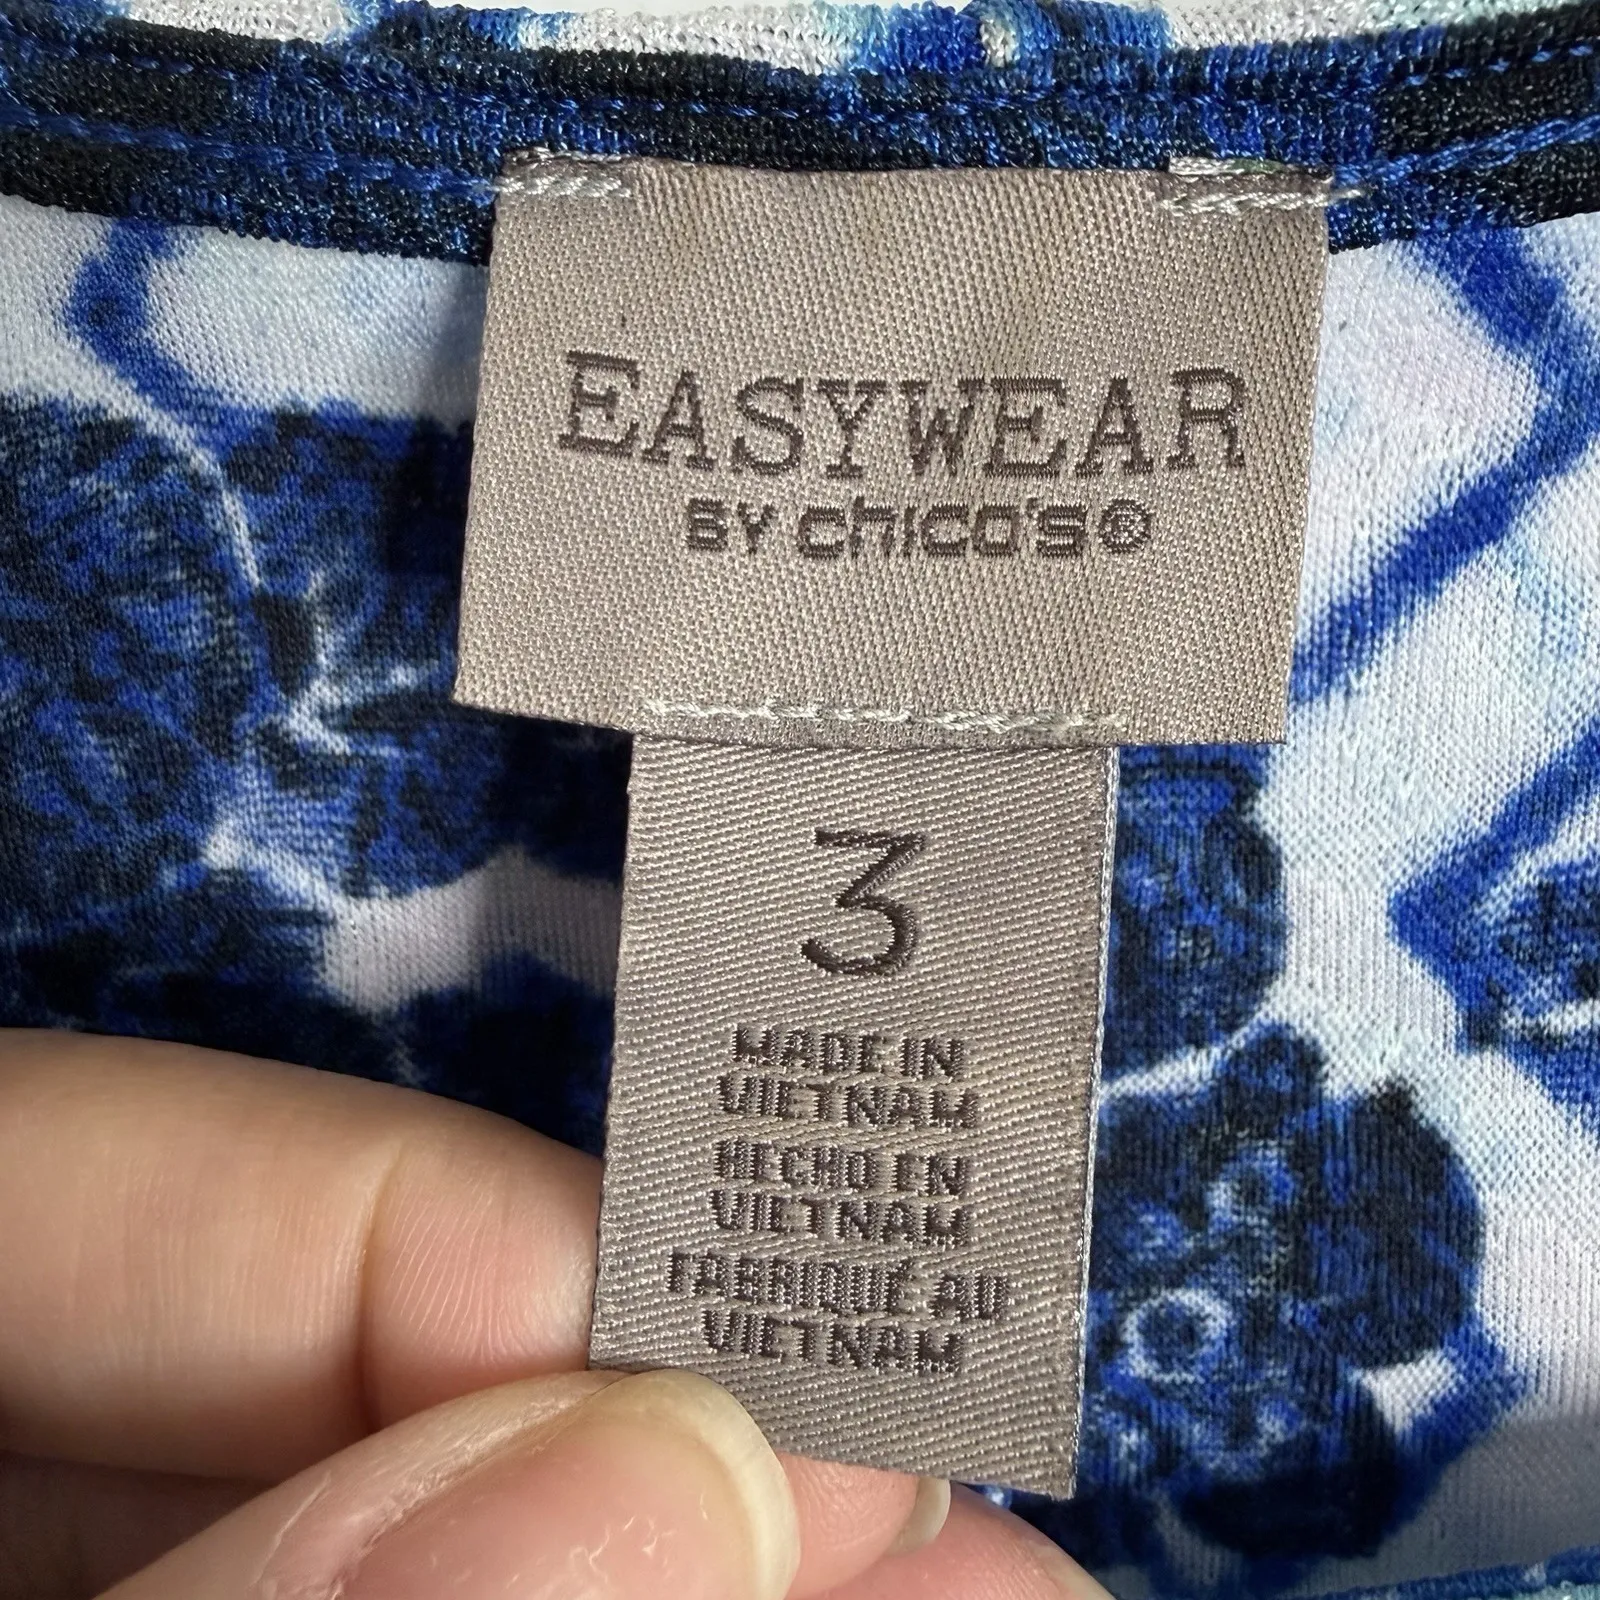 EASYWEAR
BY chico's®
3
MADE IN
VIETNAM
HECHO EN
VIETNAM
FABRIQUÉ AU
VIETNAM